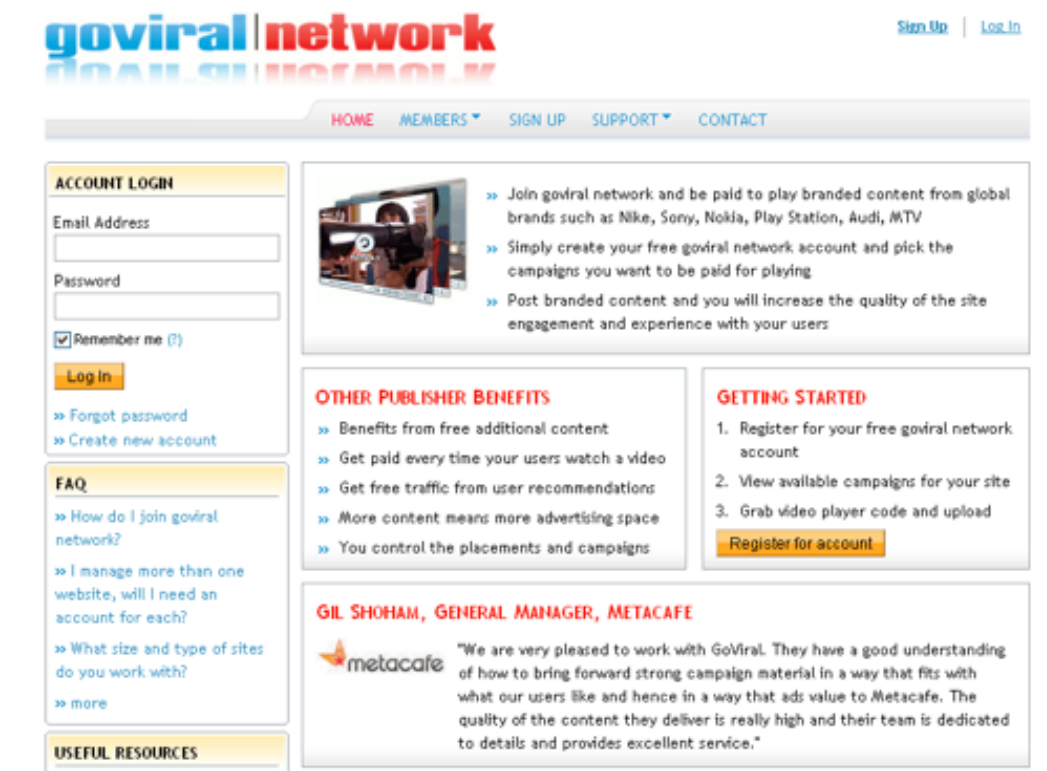 goviral|network
Sign Up | Log In
HOME MEMBERS SIGN UP SUPPORT CONTACT
ACCOUNT LOGIN
Email Address
Password
Remember me (?)
Log In
» Forgot password
» Create new account
FAQ
» How do I join goviral
network?
» I manage more than one
website, will I need an
account for each?
» What size and type of sites
do you work with?
» more
USEFUL RESOURCES
» Join goviral network and be paid to play branded content from global
brands such as Nike, Sony, Nokia, Play Station, Audi, MTV
» Simply create your free goviral network account and pick the
campaigns you want to be paid for playing
» Post branded content and you will increase the quality of the site
engagement and experience with your users
OTHER PUBLISHER BENEFITS
» Benefits from free additional content
» Get paid every time your users watch a video
» Get free traffic from user recommendations
» More content means more advertising space
» You control the placements and campaigns
GETTING STARTED
1. Register for your free goviral network
account
2. View available campaigns for your site
3. Grab video player code and upload
Register for account
GIL SHOHAM, GENERAL MANAGER, METACAFE
metacafe
"We are very pleased to work with GoViral. They have a good understanding
of how to bring forward strong campaign material in a way that fits with
what our users like and hence in a way that ads value to Metacafe. The
quality of the content they deliver is really high and their team is dedicated
to details and provides excellent service."